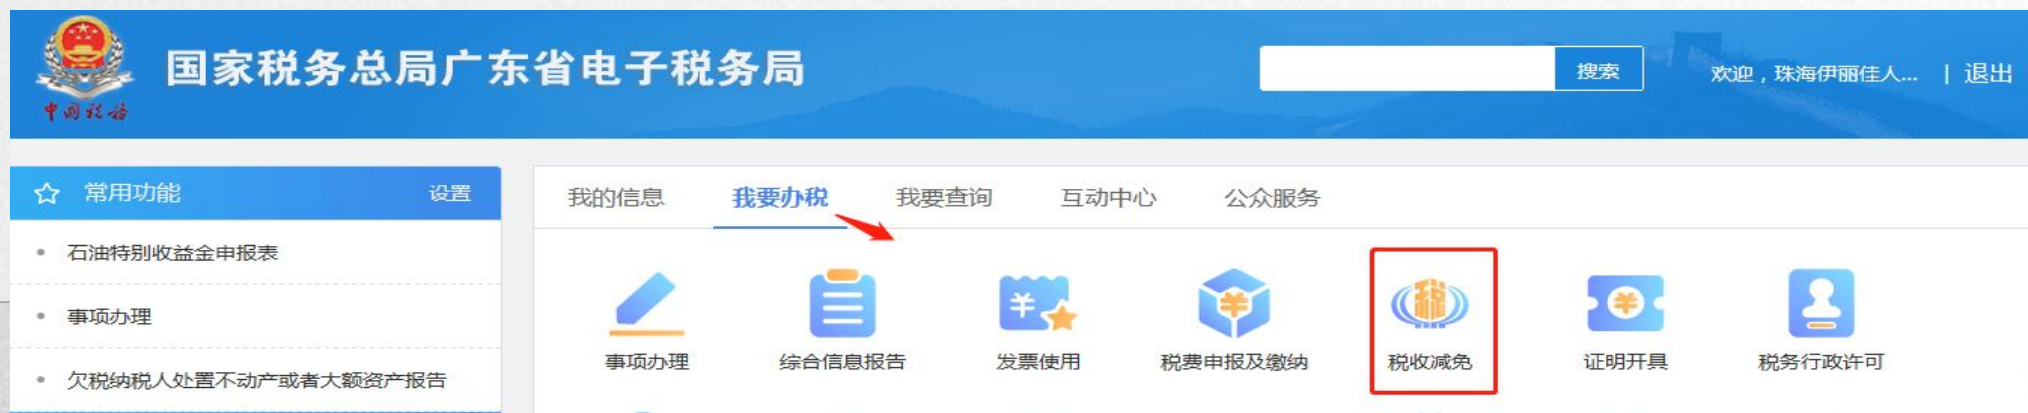 国家税务总局广东省电子税务局
中国税务
搜索
欢迎，珠海伊丽佳人... | 退出
常用功能 设置
石油特别收益金申报表
事项办理
欠税纳税人处置不动产或者大额资产报告
我的信息 我要办税 我要查询 互动中心 公众服务
税
事项办理 综合信息报告 发票使用 税费申报及缴纳 税收减免 证明开具 税务行政许可